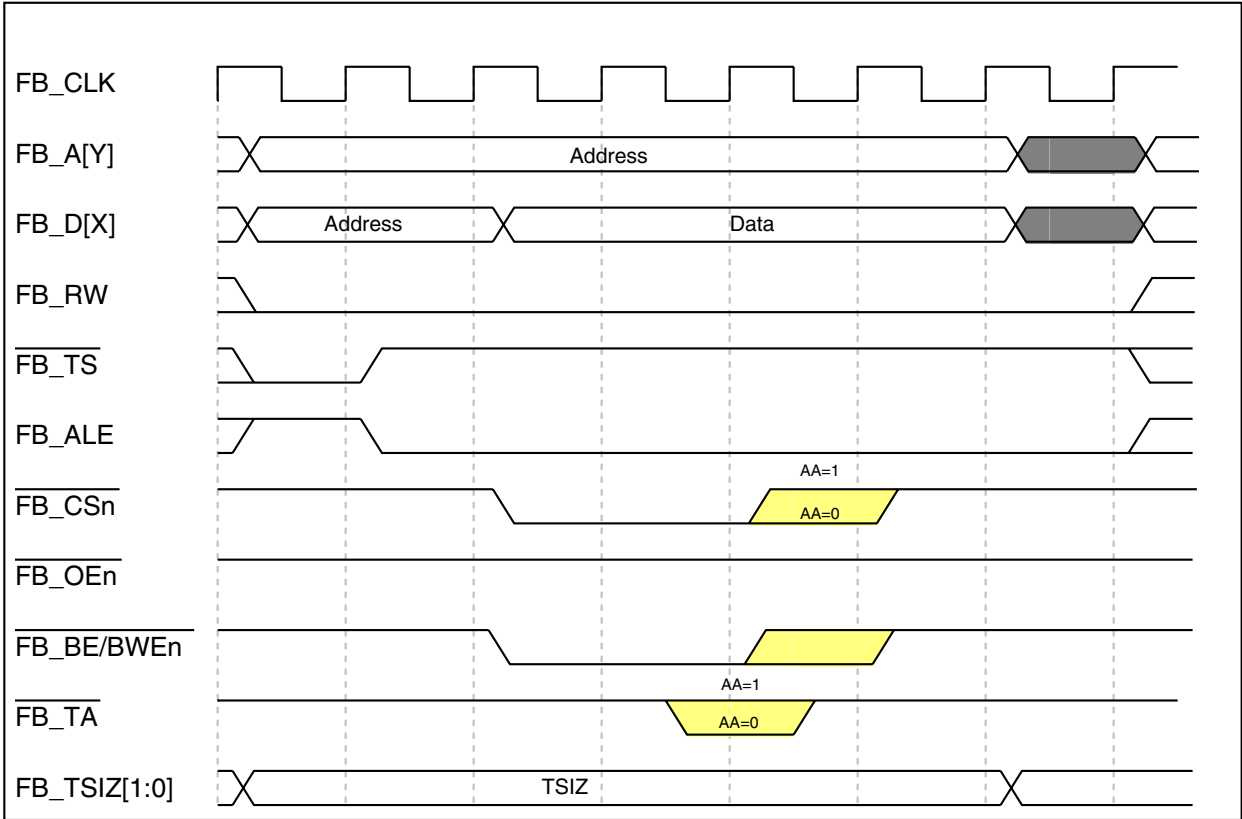 FB_CLK
FB_A[Y] Address
FB_D[X] Address Data
FB_RW
FB_TS
FB_ALE
AA=1
FB_CSn AA=0
FB_OEn
FB_BE/BWEn
AA=1
FB_TA AA=0
FB_TSIZ[1:0] TSIZ